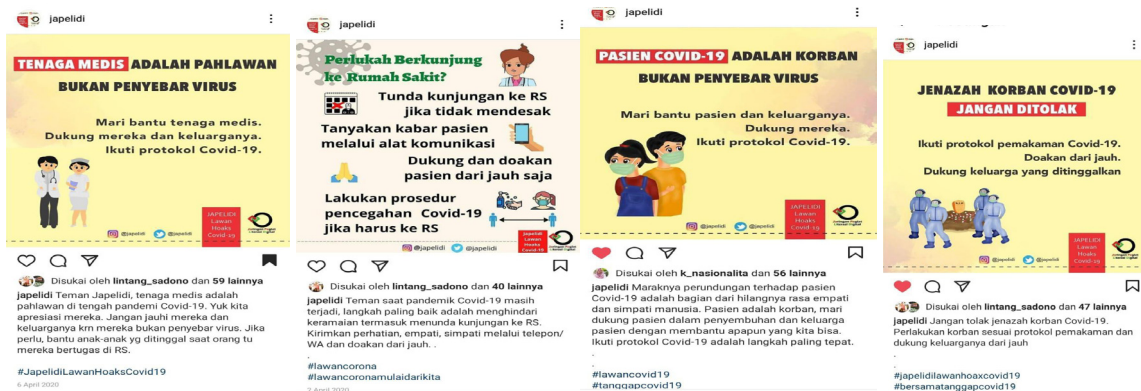 japelidi
TENAGA MEDIS ADALAH PAHLAWAN
BUKAN PENYEBAR VIRUS
Mari bantu tenaga medis.
Dukung mereka dan keluarganya.
Ikuti protokol Covid-19.
JAPELIDI
Lawan
Hoaks
Covid-19
@japelidi @japelidi
Disukai oleh lintang_sadono dan 59 lainnya
japelidi Teman Japelidi, tenaga medis adalah
pahlawan di tengah pandemi Covid-19. Yuk kita
apresiasi mereka. Jangan jauhi mereka dan
keluarganya krn mereka bukan penyebar virus. Jika
perlu, bantu anak-anak yg ditinggal saat orang tu
mereka bertugas di RS.
#JapelidiLawanHoaksCovid19
6 April 2020
japelidi
Perlukah Berkunjung
ke Rumah Sakit?
Tunda kunjungan ke RS
jika tidak mendesak
Tanyakan kabar pasien
melalui alat komunikasi
Dukung dan doakan
pasien dari jauh saja
Lakukan prosedur
pencegahan Covid-19
jika harus ke RS
Japelidi
Lawan
Hoaks
Covid-19
@japelidi @japelidi
Disukai oleh lintang_sadono dan 40 lainnya
japelidi Teman saat pandemik Covid-19 masih
terjadi, langkah paling baik adalah menghindari
keramaian termasuk menunda kunjungan ke RS.
Kirimkan perhatian, empati, simpati melalui telepon/
WA dan doakan dari jauh. .
.
#lawancorona
#lawancoronamulaidarikita
japelidi
PASIEN COVID-19 ADALAH KORBAN
BUKAN PENYEBAR VIRUS
Mari bantu pasien dan keluarganya.
Dukung mereka.
Ikuti protokol Covid-19.
JAPELIDI
Lawan
Hoaks
Covid-19
@japelidi @japelidi
Disukai oleh k_nasionalita dan 56 lainnya
japelidi Maraknya perundungan terhadap pasien
Covid-19 adalah bagian dari hilangnya rasa empati
dan simpati manusia. Pasien adalah korban, mari
dukung pasien dalam penyembuhan dan keluarga
pasien dengan membantu apapun yang kita bisa.
Ikuti protokol Covid-19 adalah langkah paling tepat.
.
.
#lawancovid19
#tanggapcovid19
japelidi
JENAZAH KORBAN COVID-19
JANGAN DITOLAK
Ikuti protokol pemakaman Covid-19.
Doakan dari jauh.
Dukung keluarga yang ditinggalkan
JAPELIDI
Lawan
Hoaks
Covid-19
@japelidi @japelidi
Disukai oleh lintang_sadono dan 47 lainnya
japelidi Jangan tolak jenazah korban Covid-19.
Perlakukan korban sesuai protokol pemakaman dan
dukung keluarganya dari jauh
.
#japelidilawanhoaxcovid19
#bersamatanggapcovid19